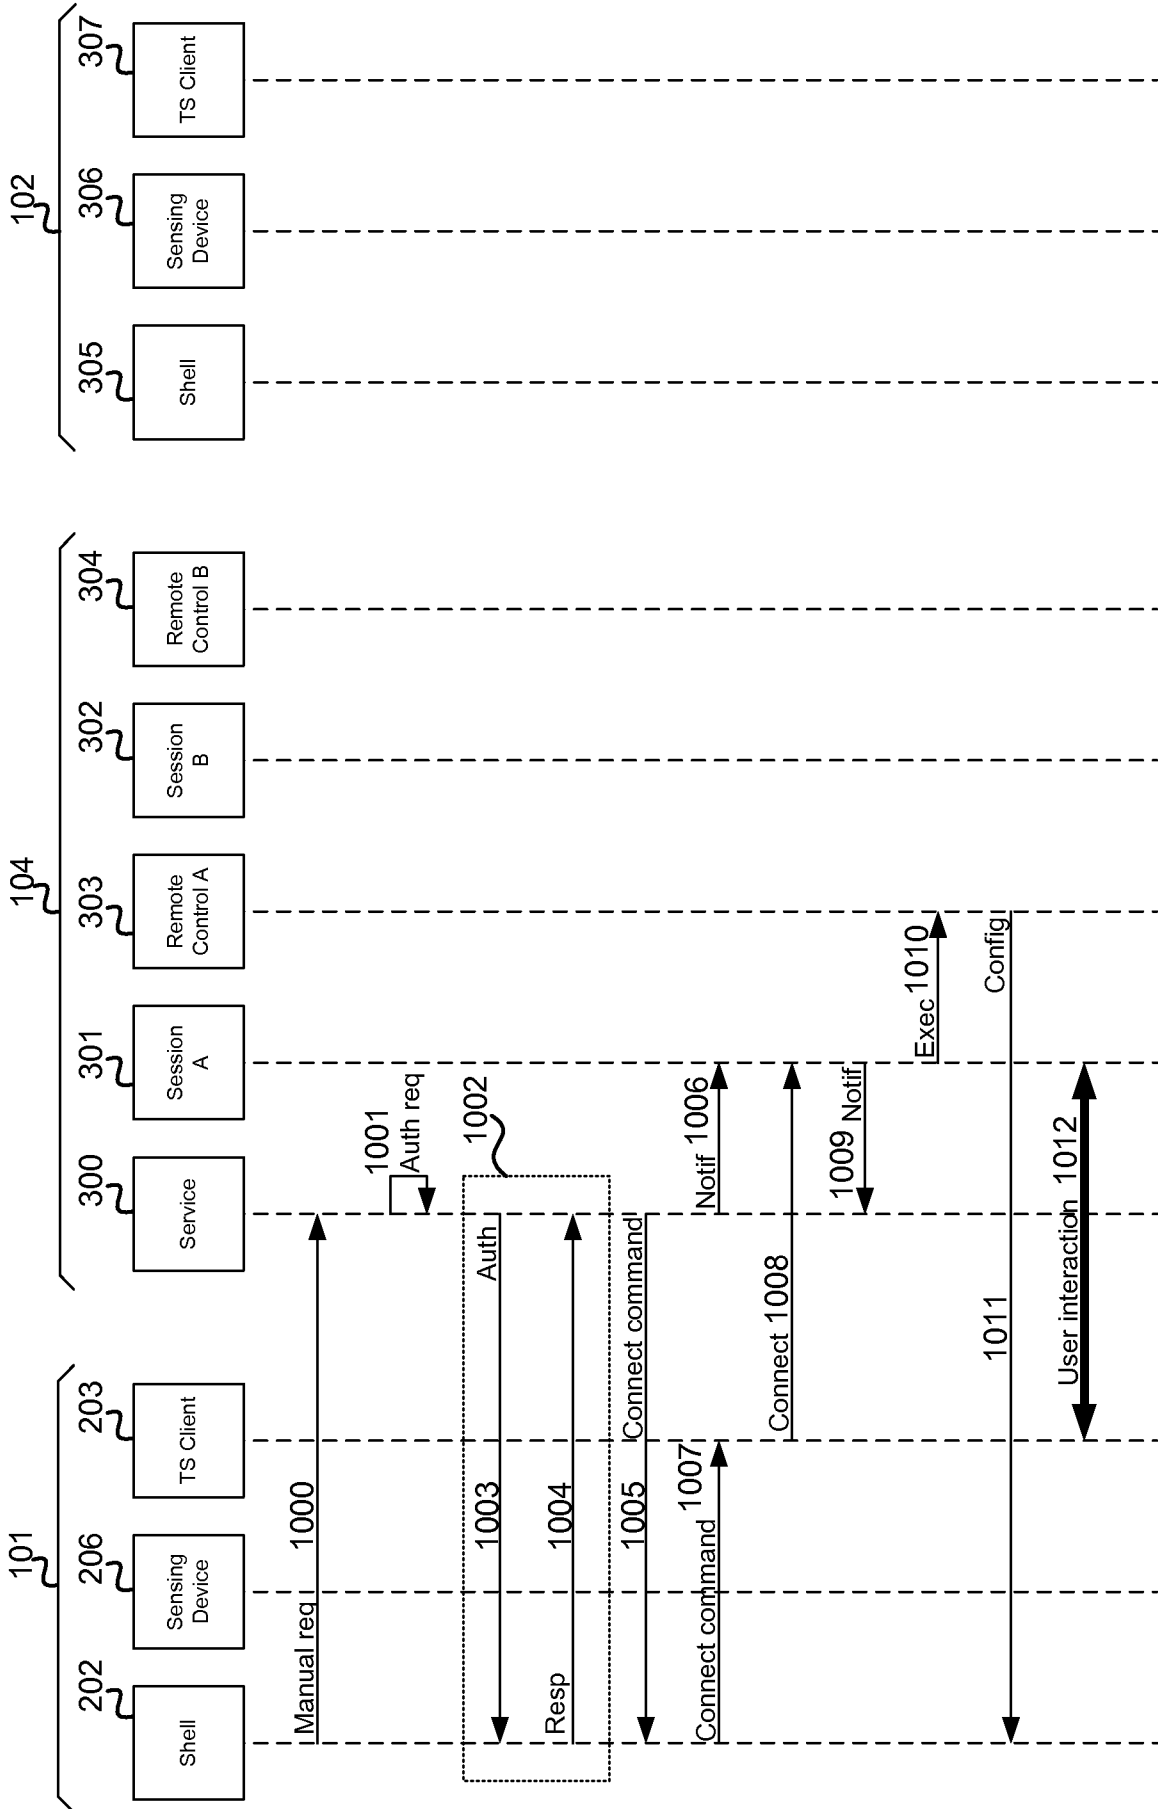 101
104
102
202
206
203
300
301
303
302
304
305
306
307
Shell
Sensing
Device
TS Client
Service
Session
A
Remote
Control A
Session
B
Remote
Control B
Shell
Sensing
Device
TS Client
Manual req
1000
1001
Auth req
1002
1003
Auth
Resp
1004
1005
Connect command
Connect command
1007
Notif
1006
Connect
1008
1009
Notif
Exec
1010
1011
Config
User interaction
1012